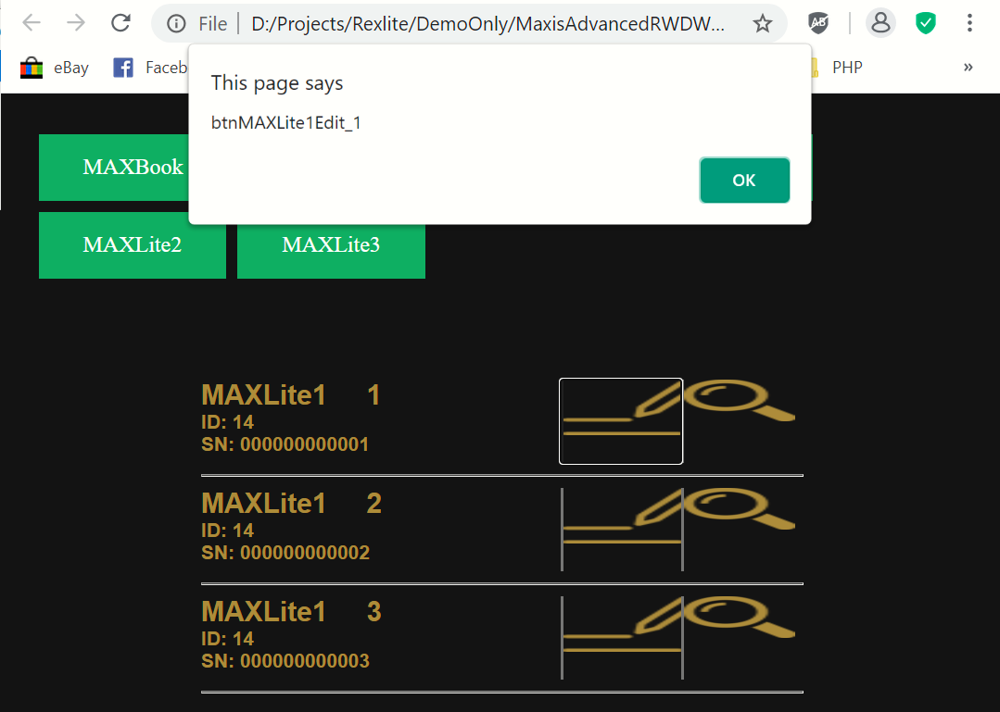 File D:/Projects/Rexlite/DemoOnly/MaxisAdvancedRWDW...
eBay Faceb PHP »
This page says
btnMAXLite1Edit_1
OK
MAXBook
MAXLite2 MAXLite3
MAXLite1 1
ID: 14
SN: 000000000001
MAXLite1 2
ID: 14
SN: 000000000002
MAXLite1 3
ID: 14
SN: 000000000003